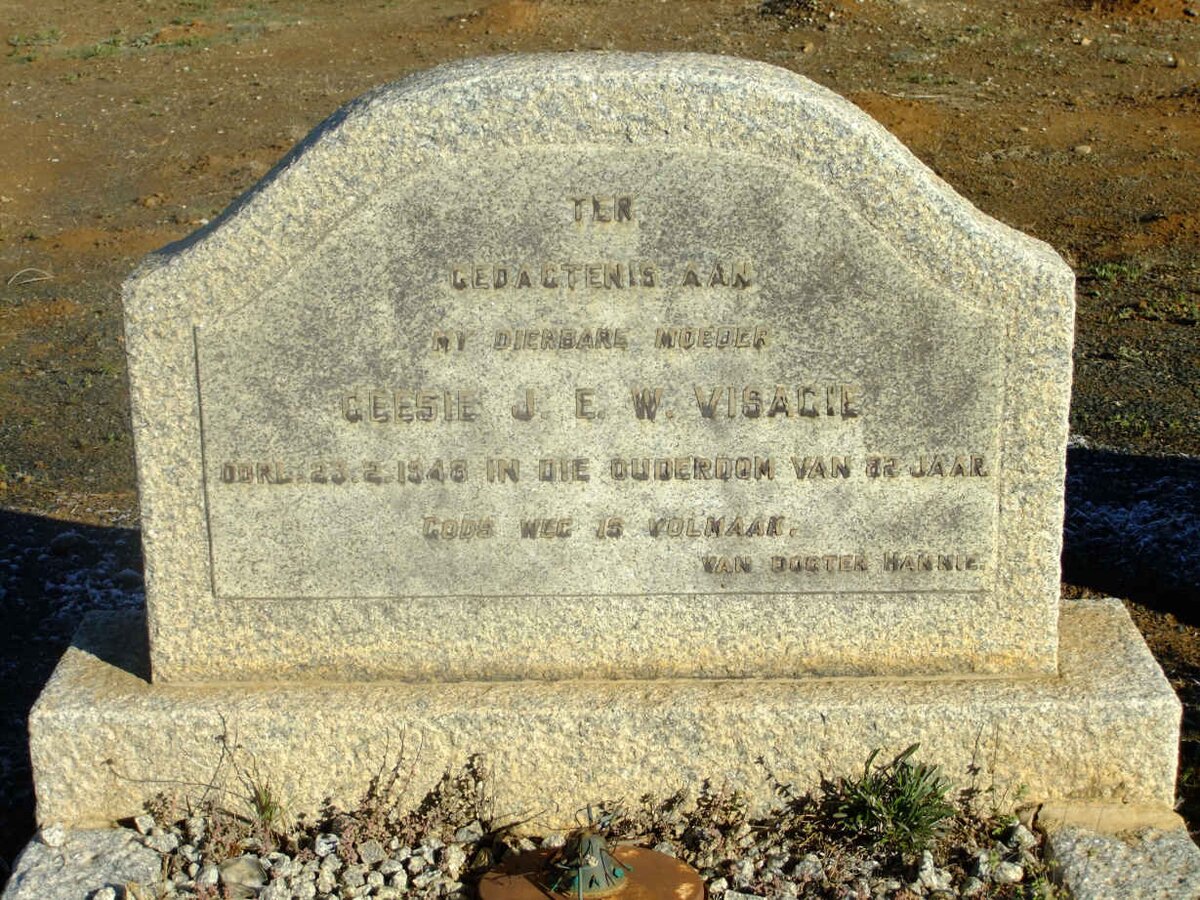 TER
GEDAGTENIS AAN
MY DIERBARE MOEDER
GEESIE J. E. W. VISAGIE
OORL. 23.2.1948 IN DIE OUDERDOM VAN 82 JAAR.
GODS WEG IS VOLMAAK.
VAN DOGTER HANNIE.